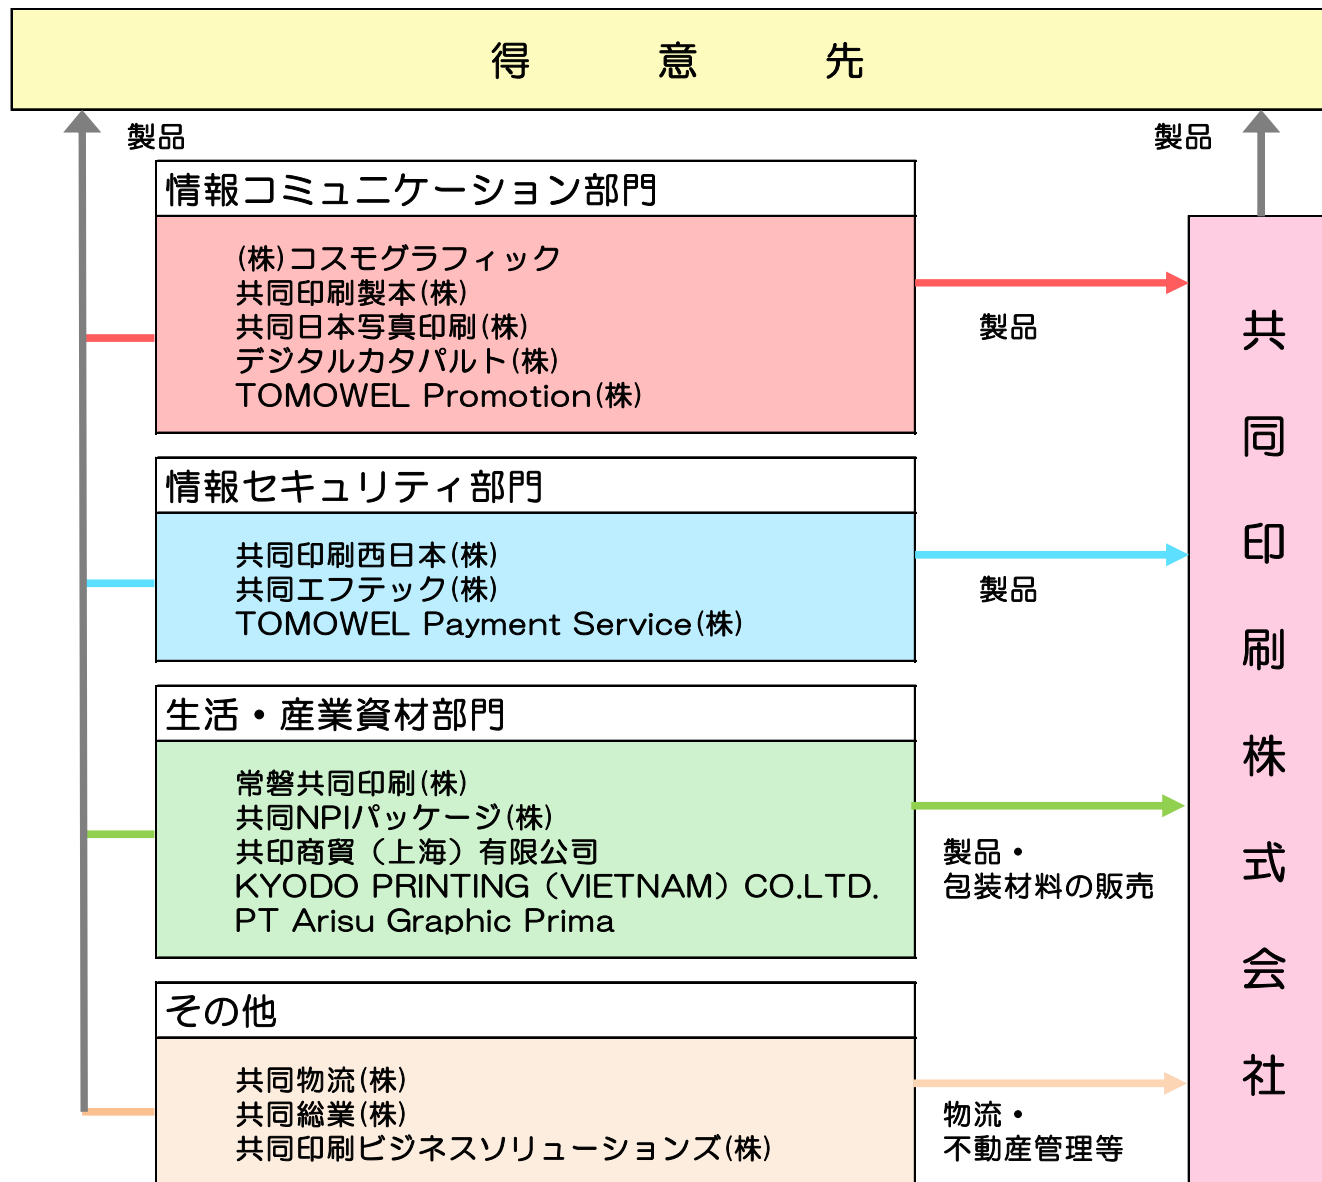 得意先
製品
製品
情報コミュニケーション部門
(株)コスモグラフィック
共同印刷製本(株)
共同日本写真印刷(株)
デジタルカタパルト(株)
TOMOWEL Promotion(株)
製品
情報セキュリティ部門
共同印刷西日本(株)
共同エフテック(株)
TOMOWEL Payment Service(株)
製品
生活・産業資材部門
常磐共同印刷(株)
共同NPIパッケージ(株)
共印商貿（上海）有限公司
KYODO PRINTING（VIETNAM）CO.LTD.
PT Arisu Graphic Prima
製品・
包装材料の販売
その他
共同物流(株)
共同総業(株)
共同印刷ビジネスソリューションズ(株)
物流・
不動産管理等
共同印刷株式会社